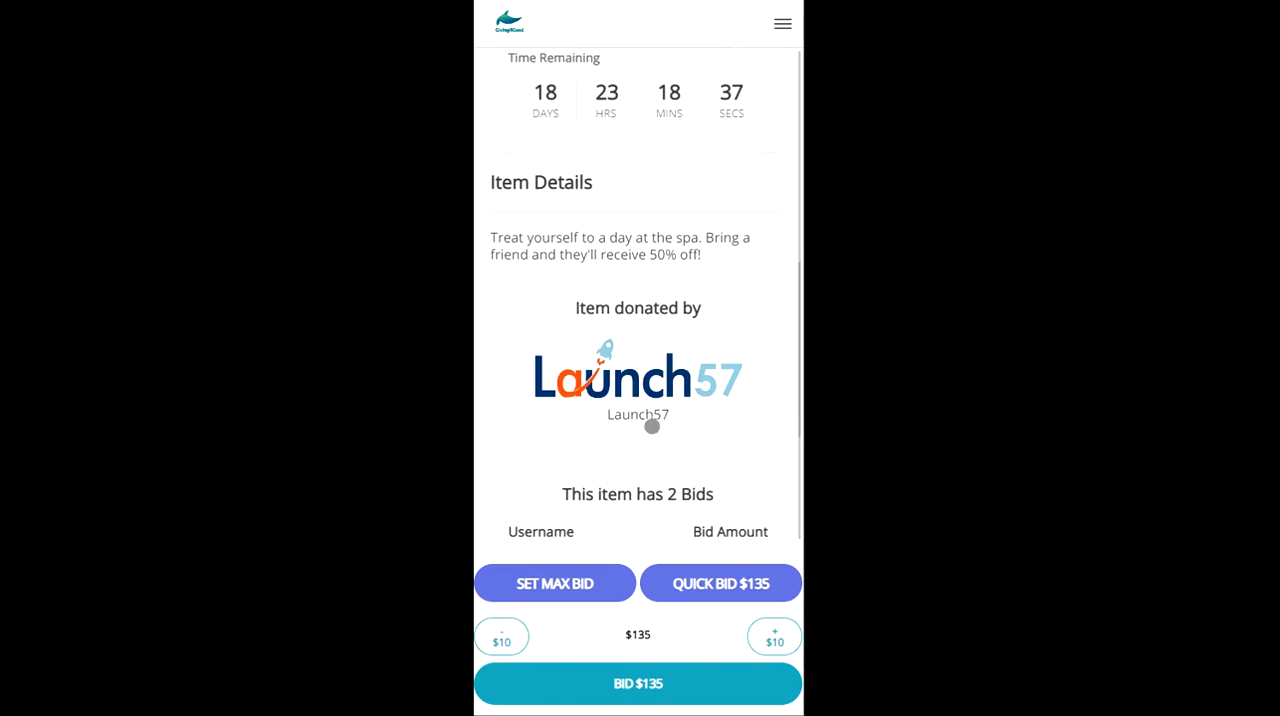 Giving4Good
Time Remaining
18 23 18 37
DAYS HRS MINS SECS
Item Details
Treat yourself to a day at the spa. Bring a
friend and they'll receive 50% off!
Item donated by
Launch57
Launch57
This item has 2 Bids
Username Bid Amount
SET MAX BID QUICK BID $135
-
$10 $135 +
$10
BID $135